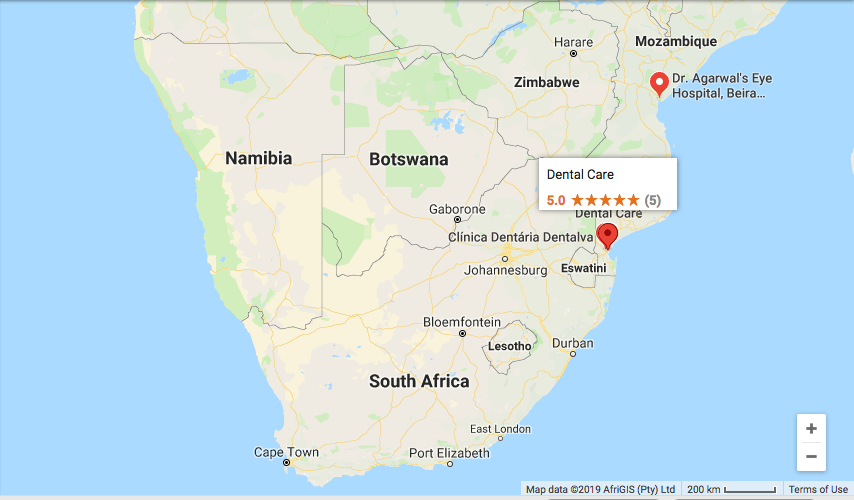 Harare
Mozambique
Dr. Agarwal's Eye
Hospital, Beira...
Zimbabwe
Namibia
Botswana
Dental Care
5.0 ★★★★★ (5)
Dental Care
Gaborone
Clínica Dentária Dentalva
Johannesburg
Eswatini
Bloemfontein
Lesotho
Durban
South Africa
East London
Cape Town
Port Elizabeth
+
−
Map data ©2019 AfriGIS (Pty) Ltd
200 km
Terms of Use